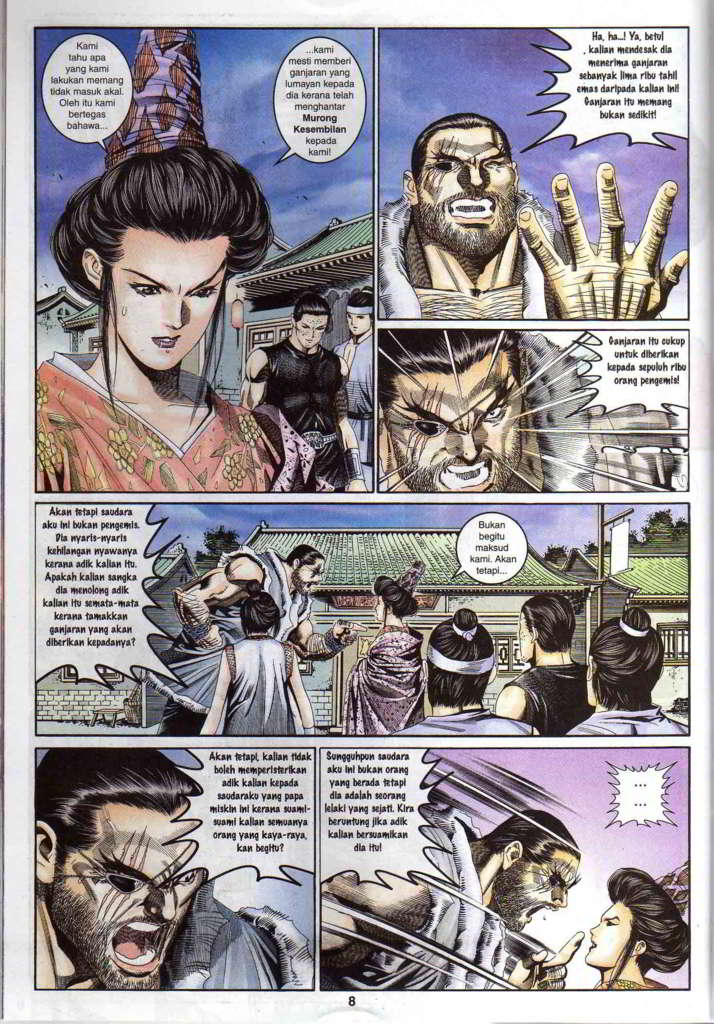 Kami
tahu apa
yang kami
lakukan memang
tidak masuk akal.
Oleh itu kami
bertegas
bahawa...
...kami
mesti memberi
ganjaran yang
lumayan kepada
dia kerana telah
menghantar
Murong
Kesembilan
kepada
kami!
Ha, ha...! Ya, betul
, kalian mendesak dia
menerima ganjaran
sebanyak lima ribu tahil
emas daripada kalian ini!
Ganjaran itu memang
bukan sedikit!
Ganjaran itu cukup
untuk diberikan
kepada sepuluh ribu
orang pengemis!
Akan tetapi saudara
aku ini bukan pengemis.
Dia nyaris-nyaris
kehilangan nyawanya
kerana adik kalian itu.
Apakah kalian sangka
dia menolong adik
kalian itu semata-mata
kerana tamakkan
ganjaran yang akan
diberikan kepadanya?
Bukan
begitu
maksud
kami. Akan
tetapi...
Akan tetapi, kalian tidak
boleh memperisterikan
adik kalian kepada
saudaraku yang papa
miskin ini kerana suami-
suami kalian semuanya
orang yang kaya-raya,
kan begitu?
Sungguhpun saudara
aku ini bukan orang
yang berada tetapi
dia adalah seorang
lelaki yang sejati. Kira
beruntung jika adik
kalian bersuamikan
dia itu!
...
...
8